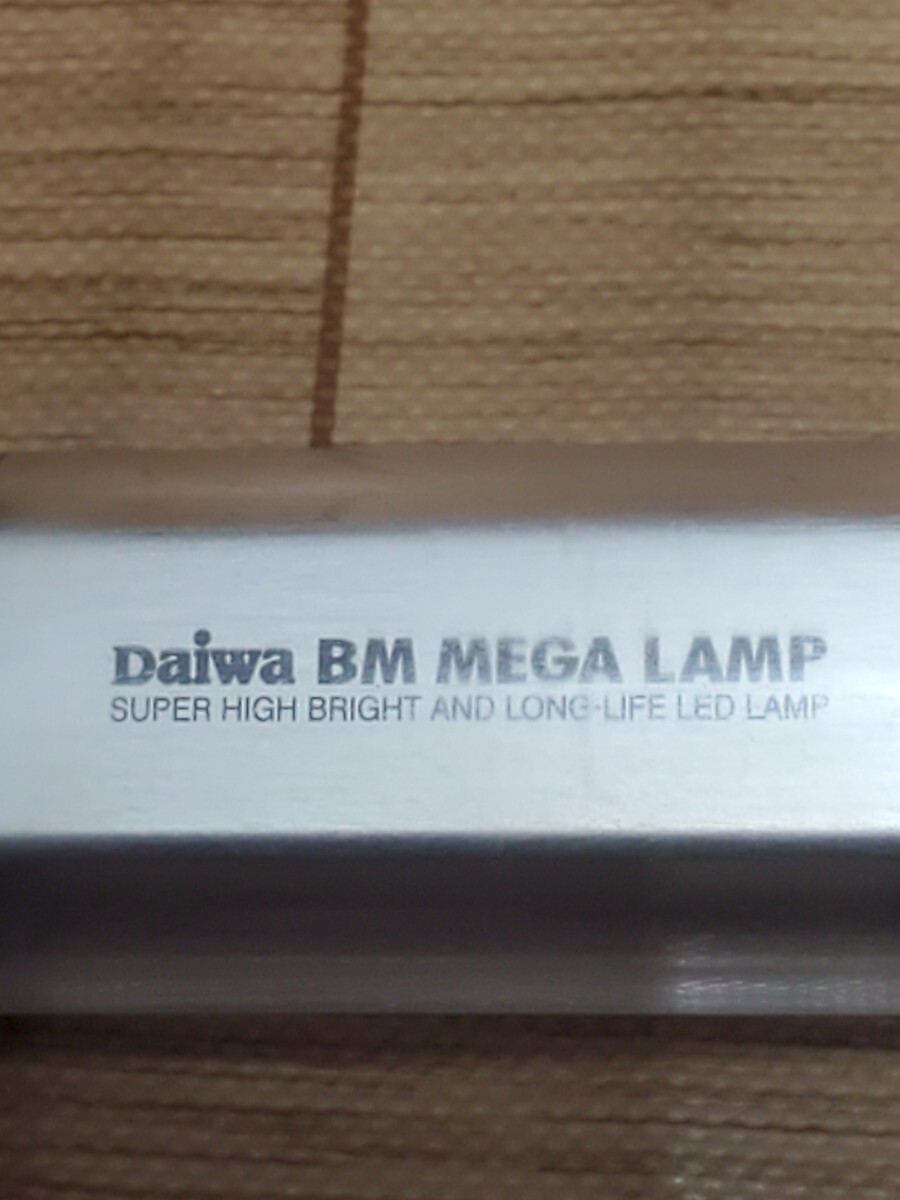 Daiwa BM MEGA LAMP
SUPER HIGH BRIGHT AND LONG-LIFE LED LAMP